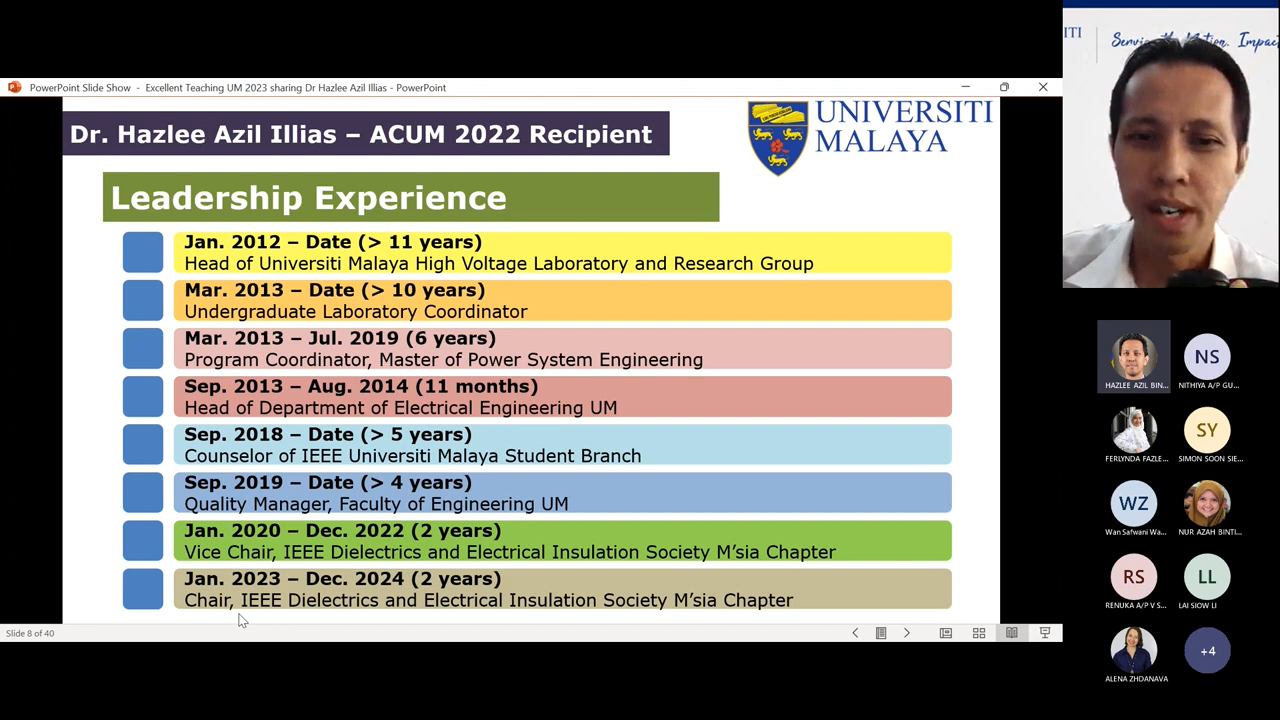 ITI
Service the Nation. Impac
PowerPoint Slide Show - Excellent Teaching UM 2023 sharing Dr Hazlee Azil Illias - PowerPoint
Dr. Hazlee Azil Illias – ACUM 2022 Recipient
UNIVERSITI
MALAYA
Leadership Experience
Jan. 2012 – Date (> 11 years)
Head of Universiti Malaya High Voltage Laboratory and Research Group
Mar. 2013 – Date (> 10 years)
Undergraduate Laboratory Coordinator
Mar. 2013 – Jul. 2019 (6 years)
Program Coordinator, Master of Power System Engineering
Sep. 2013 – Aug. 2014 (11 months)
Head of Department of Electrical Engineering UM
Sep. 2018 – Date (> 5 years)
Counselor of IEEE Universiti Malaya Student Branch
Sep. 2019 – Date (> 4 years)
Quality Manager, Faculty of Engineering UM
Jan. 2020 – Dec. 2022 (2 years)
Vice Chair, IEEE Dielectrics and Electrical Insulation Society M'sia Chapter
Jan. 2023 – Dec. 2024 (2 years)
Chair, IEEE Dielectrics and Electrical Insulation Society M'sia Chapter
Slide 8 of 40
NS
HAZLEE AZIL BIN...
NITHIYA A/P GU...
SY
FERLYNDA FAZLE...
SIMON SOON SIE...
WZ
Wan Safwani Wa...
NUR AZAH BINTI...
RS
LL
RENUKA A/P V S...
LAI SIOW LI
+4
ALENA ZHDANAVA